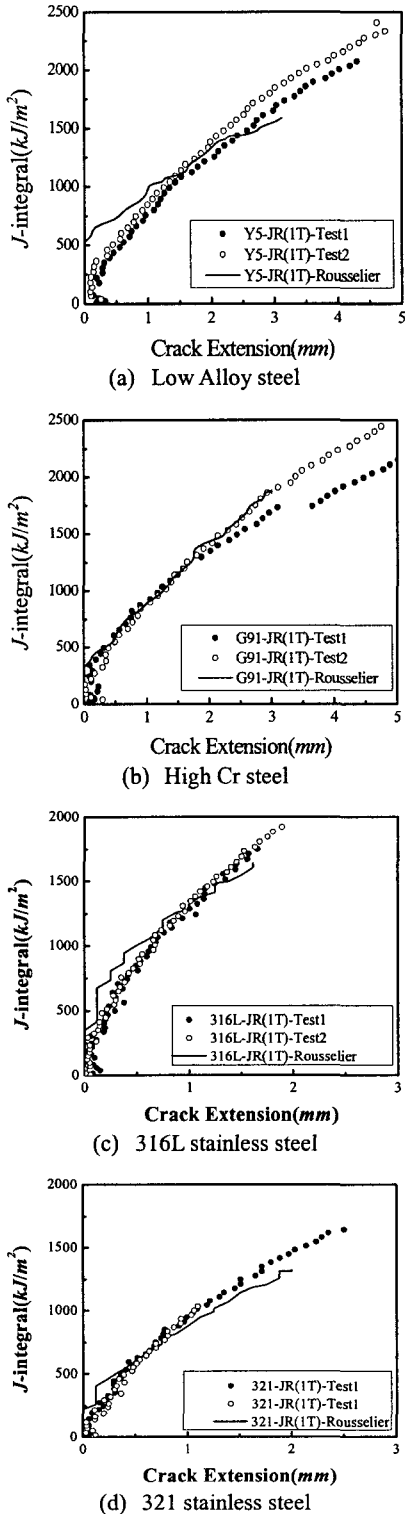 2500
2000
1500
1000
500
0
J-integral(kJ/m²)
Y5-JR(1T)-Test1
Y5-JR(1T)-Test2
Y5-JR(1T)-Rousselier
0 1 2 3 4 5
Crack Extension(mm)
(a) Low Alloy steel
2500
2000
1500
1000
500
0
J-integral(kJ/m²)
G91-JR(1T)-Test1
G91-JR(1T)-Test2
G91-JR(1T)-Rousselier
0 1 2 3 4 5
Crack Extension(mm)
(b) High Cr steel
2000
1500
1000
500
0
J-integral(kJ/m²)
316L-JR(1T)-Test1
316L-JR(1T)-Test2
316L-JR(1T)-Rousselier
0 1 2 3
Crack Extension(mm)
(c) 316L stainless steel
2000
1500
1000
500
0
J-integral(kJ/m²)
321-JR(1T)-Test1
321-JR(1T)-Test1
321-JR(1T)-Rousselier
0 1 2 3
Crack Extension(mm)
(d) 321 stainless steel